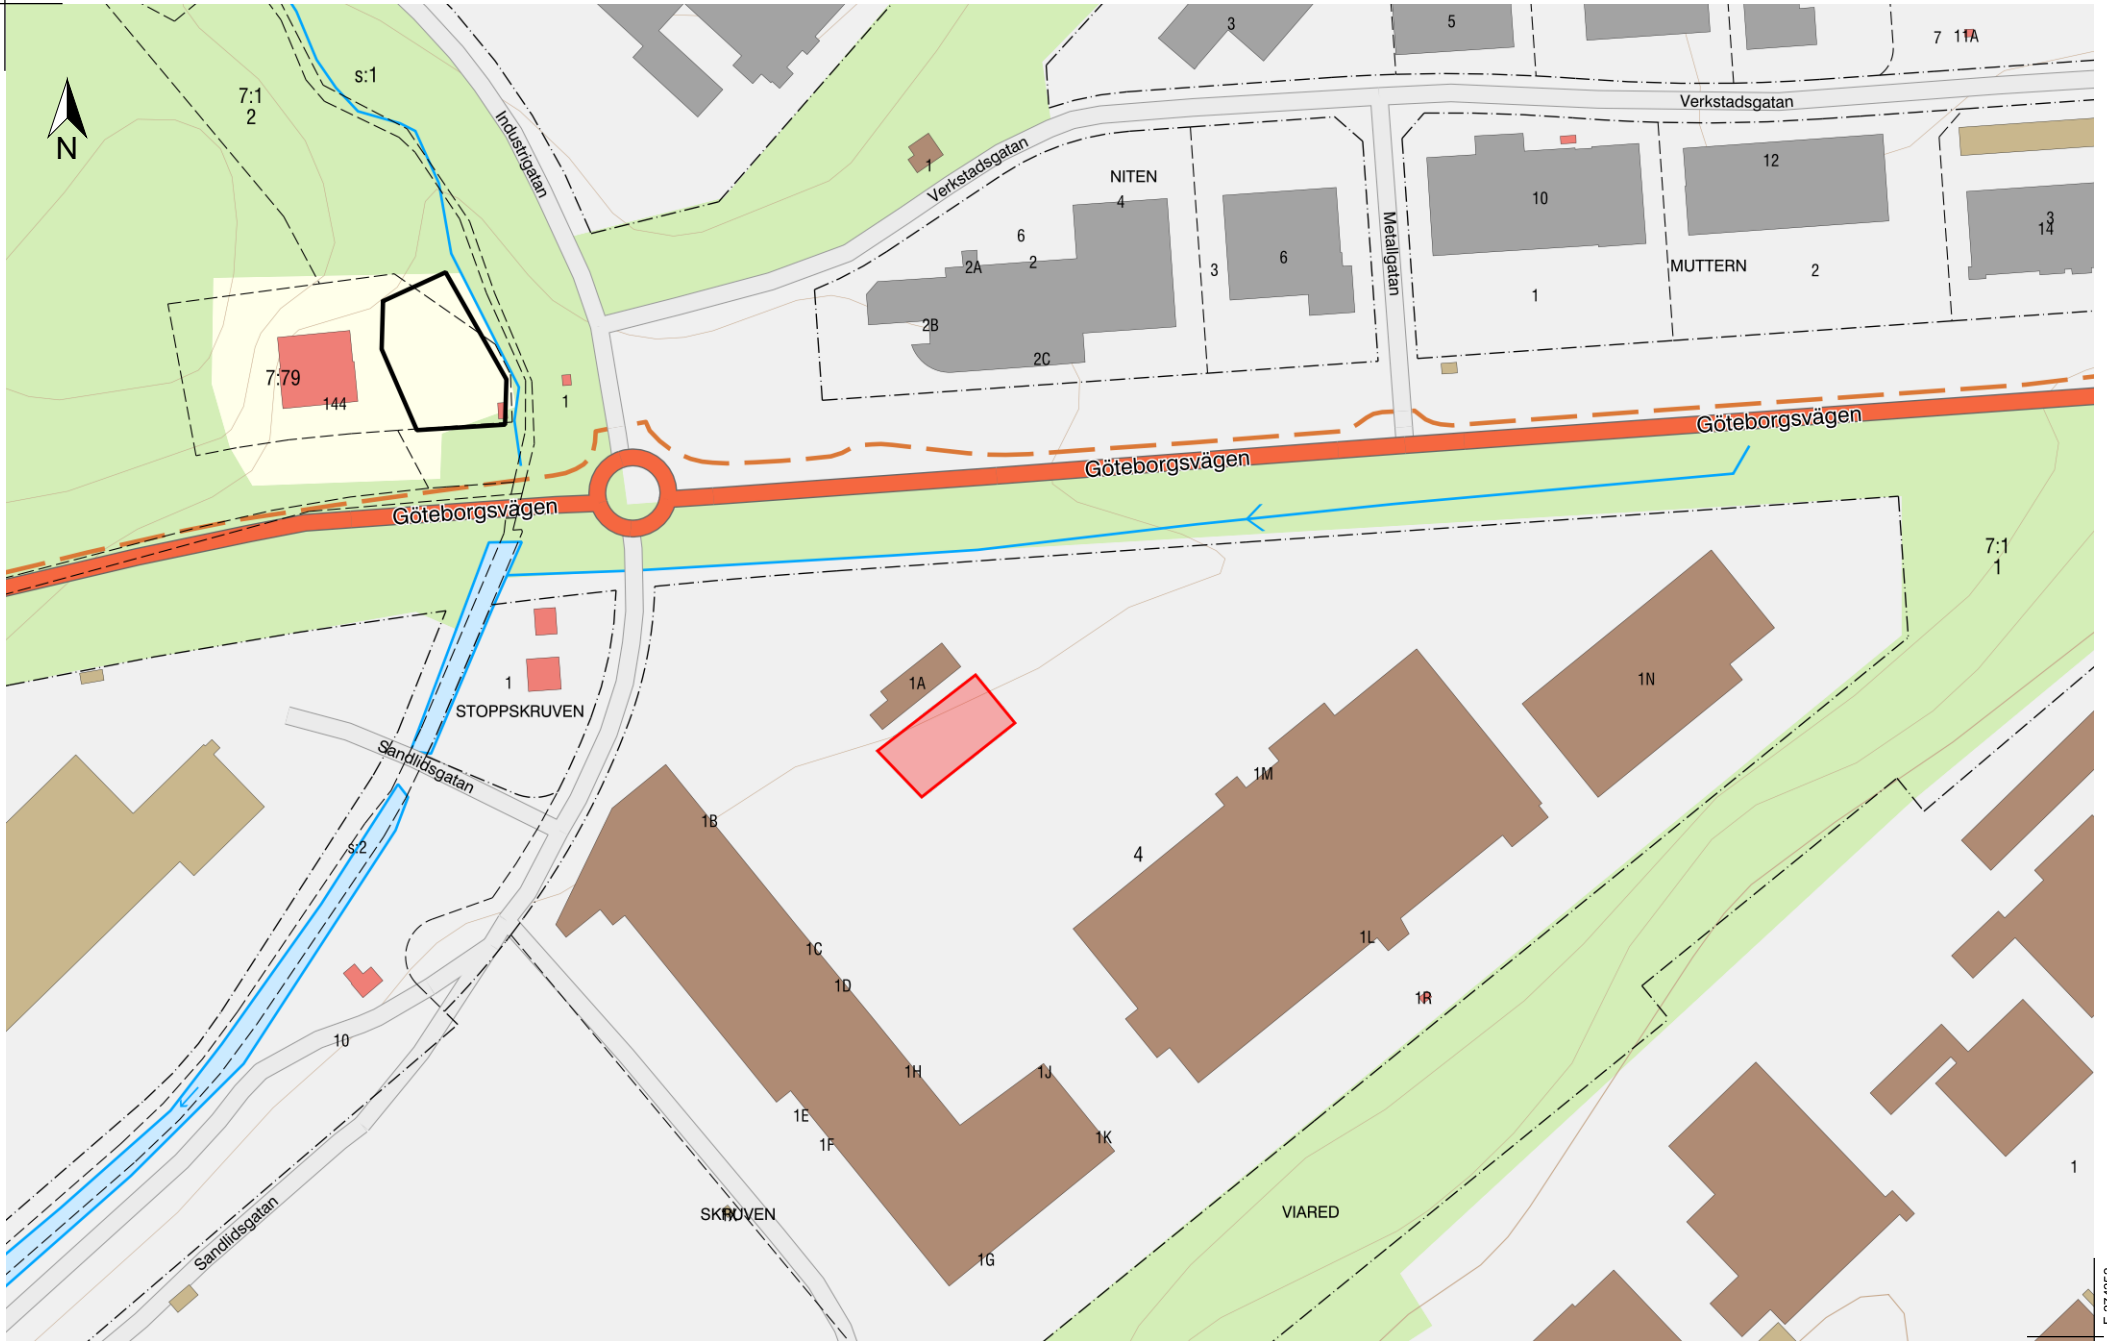 3
5
7 11A
s:1
7:1
2
N
Industrigatan
Verkstadsgatan
Verkstadsgatan
1
NITEN
4
6
2A
2
2B
2C
3
6
Metallgatan
10
12
3
14
MUTTERN
1
2
7:79
144
1
Göteborgsvägen
Göteborgsvägen
Göteborgsvägen
7:1
1
1
STOPPSKRUVEN
Sandlidsgatan
1A
1N
1M
1B
4
s:2
1C
1D
1L
1R
10
1H
1J
1E
1F
1K
1
Sandlidsgatan
SKRUVEN
VIARED
1G